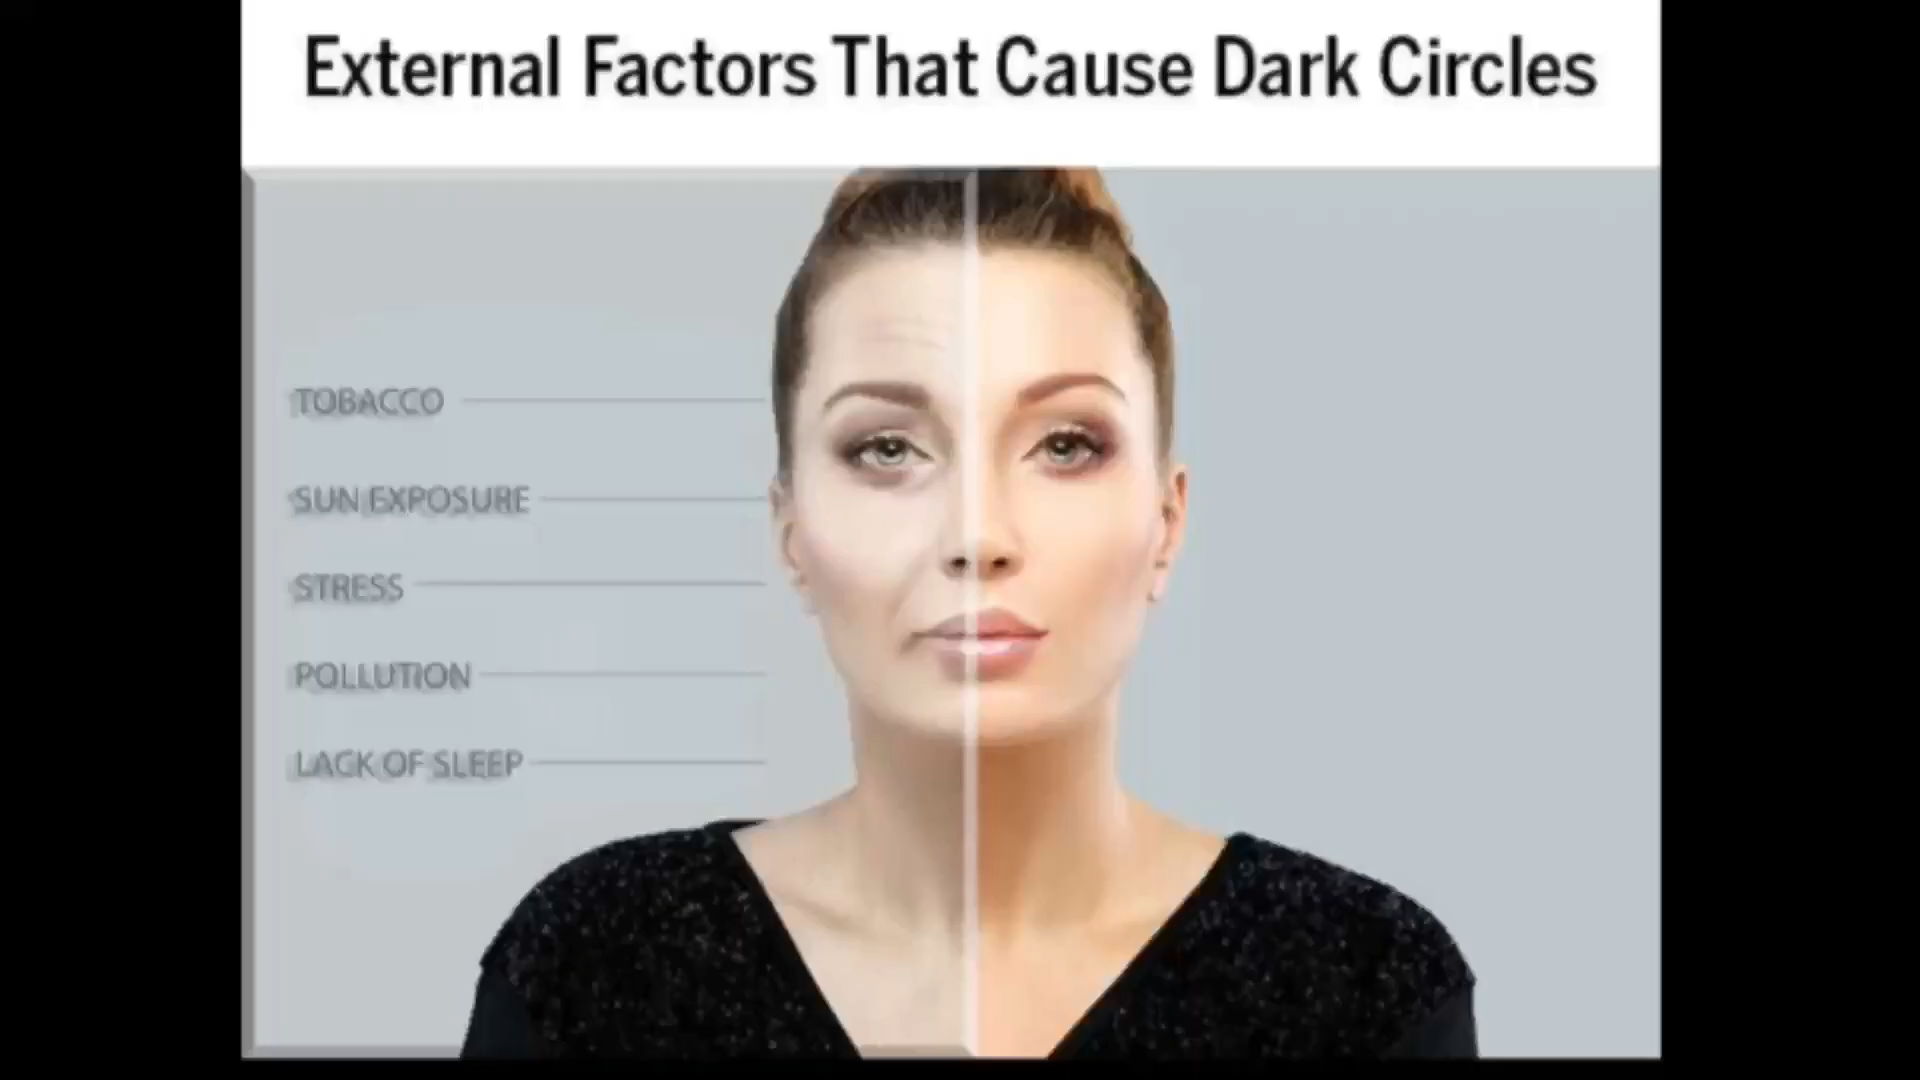 External Factors That Cause Dark Circles
TOBACCO
SUN EXPOSURE
STRESS
POLLUTION
LACK OF SLEEP